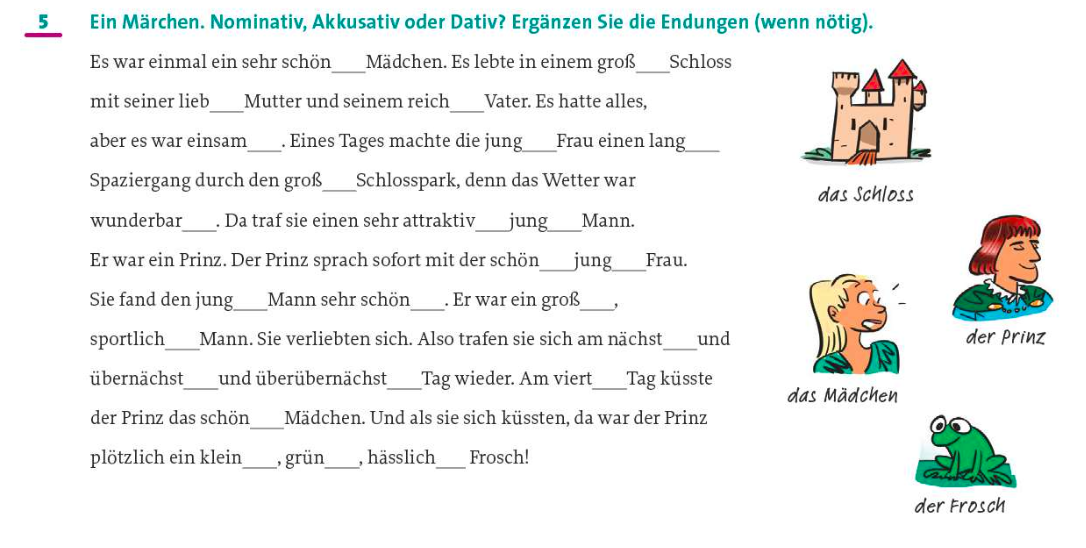 5 Ein Märchen. Nominativ, Akkusativ oder Dativ? Ergänzen Sie die Endungen (wenn nötig).
Es war einmal ein sehr schön___Mädchen. Es lebte in einem groß___Schloss
mit seiner lieb___Mutter und seinem reich___Vater. Es hatte alles,
aber es war einsam___. Eines Tages machte die jung___Frau einen lang___
Spaziergang durch den groß___Schlosspark, denn das Wetter war
wunderbar___. Da traf sie einen sehr attraktiv___jung___Mann.
Er war ein Prinz. Der Prinz sprach sofort mit der schön___jung___Frau.
Sie fand den jung___Mann sehr schön___. Er war ein groß___,
sportlich___Mann. Sie verliebten sich. Also trafen sie sich am nächst___und
übernächst___und überübernächst___Tag wieder. Am viert___Tag küsste
der Prinz das schön___Mädchen. Und als sie sich küssten, da war der Prinz
plötzlich ein klein___, grün___, hässlich___ Frosch!
das Schloss
der Prinz
das Mädchen
der Frosch